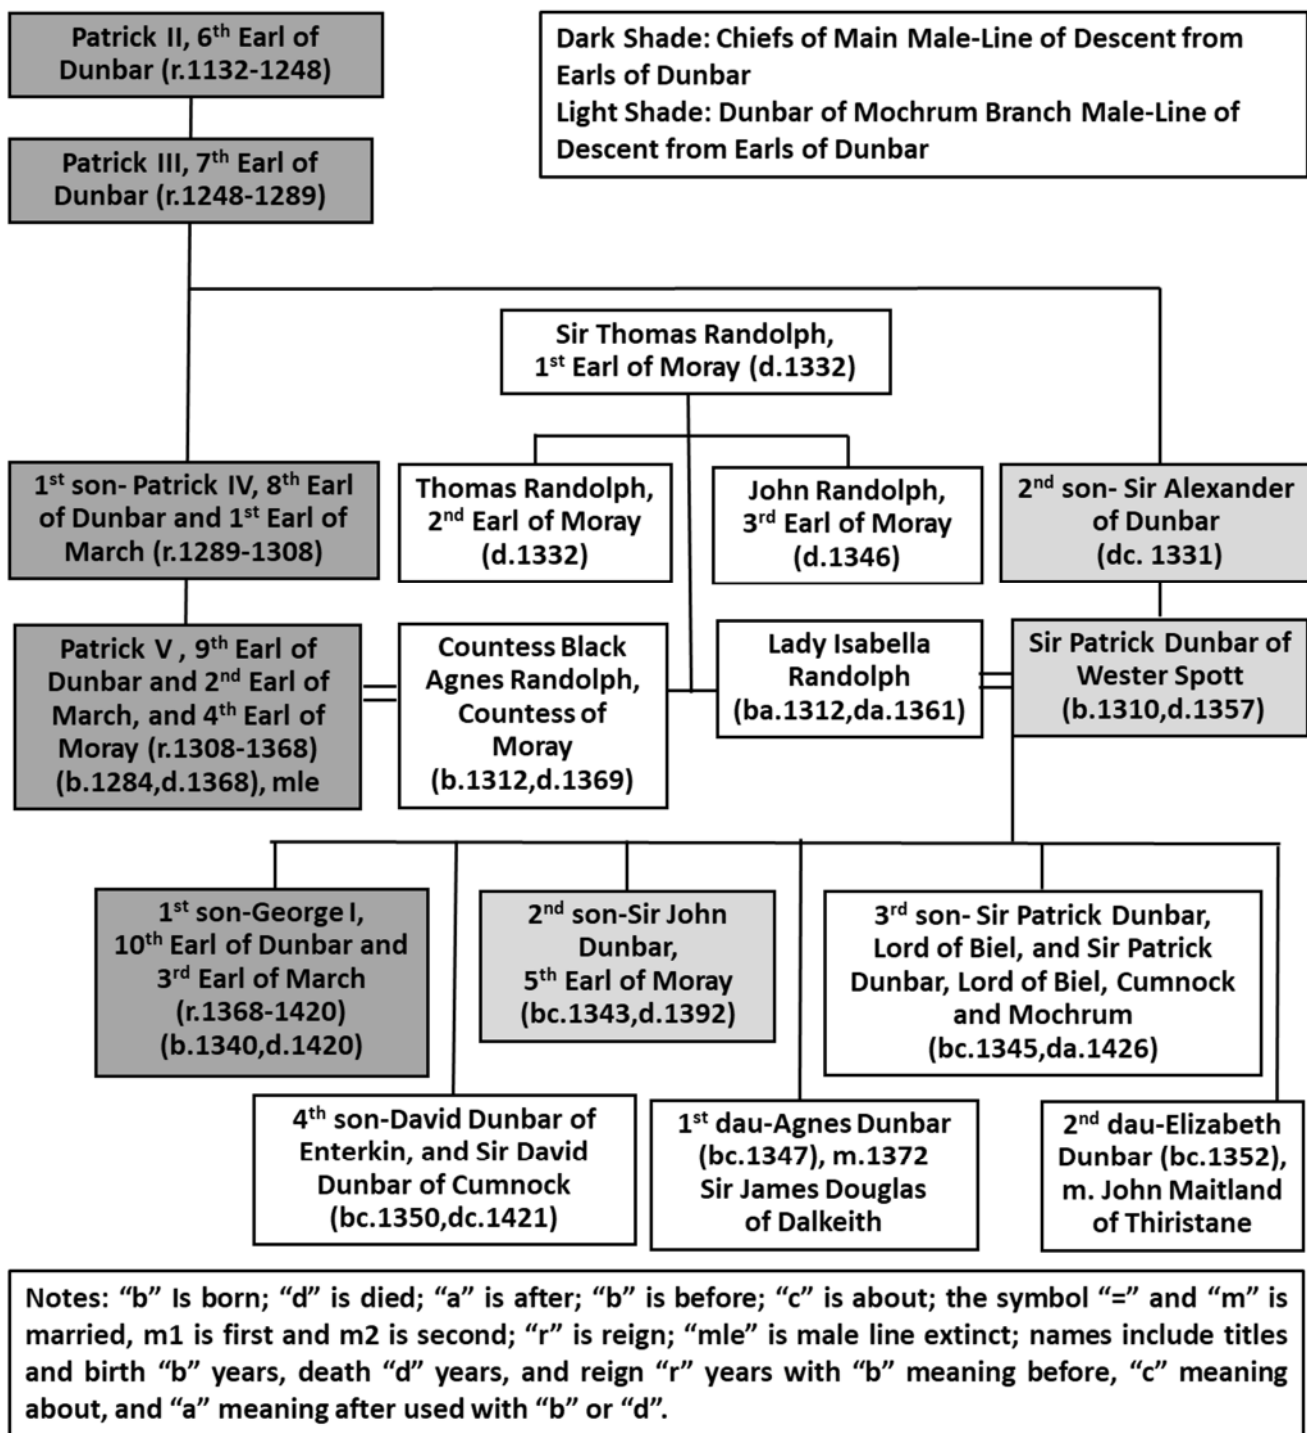 Patrick II, 6th Earl of
Dunbar (r.1132-1248)
Dark Shade: Chiefs of Main Male-Line of Descent from
Earls of Dunbar
Light Shade: Dunbar of Mochrum Branch Male-Line of
Descent from Earls of Dunbar
Patrick III, 7th Earl of
Dunbar (r.1248-1289)
Sir Thomas Randolph,
1st Earl of Moray (d.1332)
1st son- Patrick IV, 8th Earl
of Dunbar and 1st Earl of
March (r.1289-1308)
Thomas Randolph,
2nd Earl of Moray
(d.1332)
John Randolph,
3rd Earl of Moray
(d.1346)
2nd son- Sir Alexander
of Dunbar
(dc. 1331)
Patrick V , 9th Earl of
Dunbar and 2nd Earl of
March, and 4th Earl of
Moray (r.1308-1368)
(b.1284,d.1368), mle
Countess Black
Agnes Randolph,
Countess of
Moray
(b.1312,d.1369)
Lady Isabella
Randolph
(ba.1312,da.1361)
Sir Patrick Dunbar of
Wester Spott
(b.1310,d.1357)
1st son-George I,
10th Earl of Dunbar and
3rd Earl of March
(r.1368-1420)
(b.1340,d.1420)
2nd son-Sir John
Dunbar,
5th Earl of Moray
(bc.1343,d.1392)
3rd son- Sir Patrick Dunbar,
Lord of Biel, and Sir Patrick
Dunbar, Lord of Biel, Cumnock
and Mochrum
(bc.1345,da.1426)
4th son-David Dunbar of
Enterkin, and Sir David
Dunbar of Cumnock
(bc.1350,dc.1421)
1st dau-Agnes Dunbar
(bc.1347), m.1372
Sir James Douglas
of Dalkeith
2nd dau-Elizabeth
Dunbar (bc.1352),
m. John Maitland
of Thiristane
Notes: “b” Is born; “d” is died; “a” is after; “b” is before; “c” is about; the symbol “=” and “m” is
married, m1 is first and m2 is second; “r” is reign; “mle” is male line extinct; names include titles
and birth “b” years, death “d” years, and reign “r” years with “b” meaning before, “c” meaning
about, and “a” meaning after used with “b” or “d”.